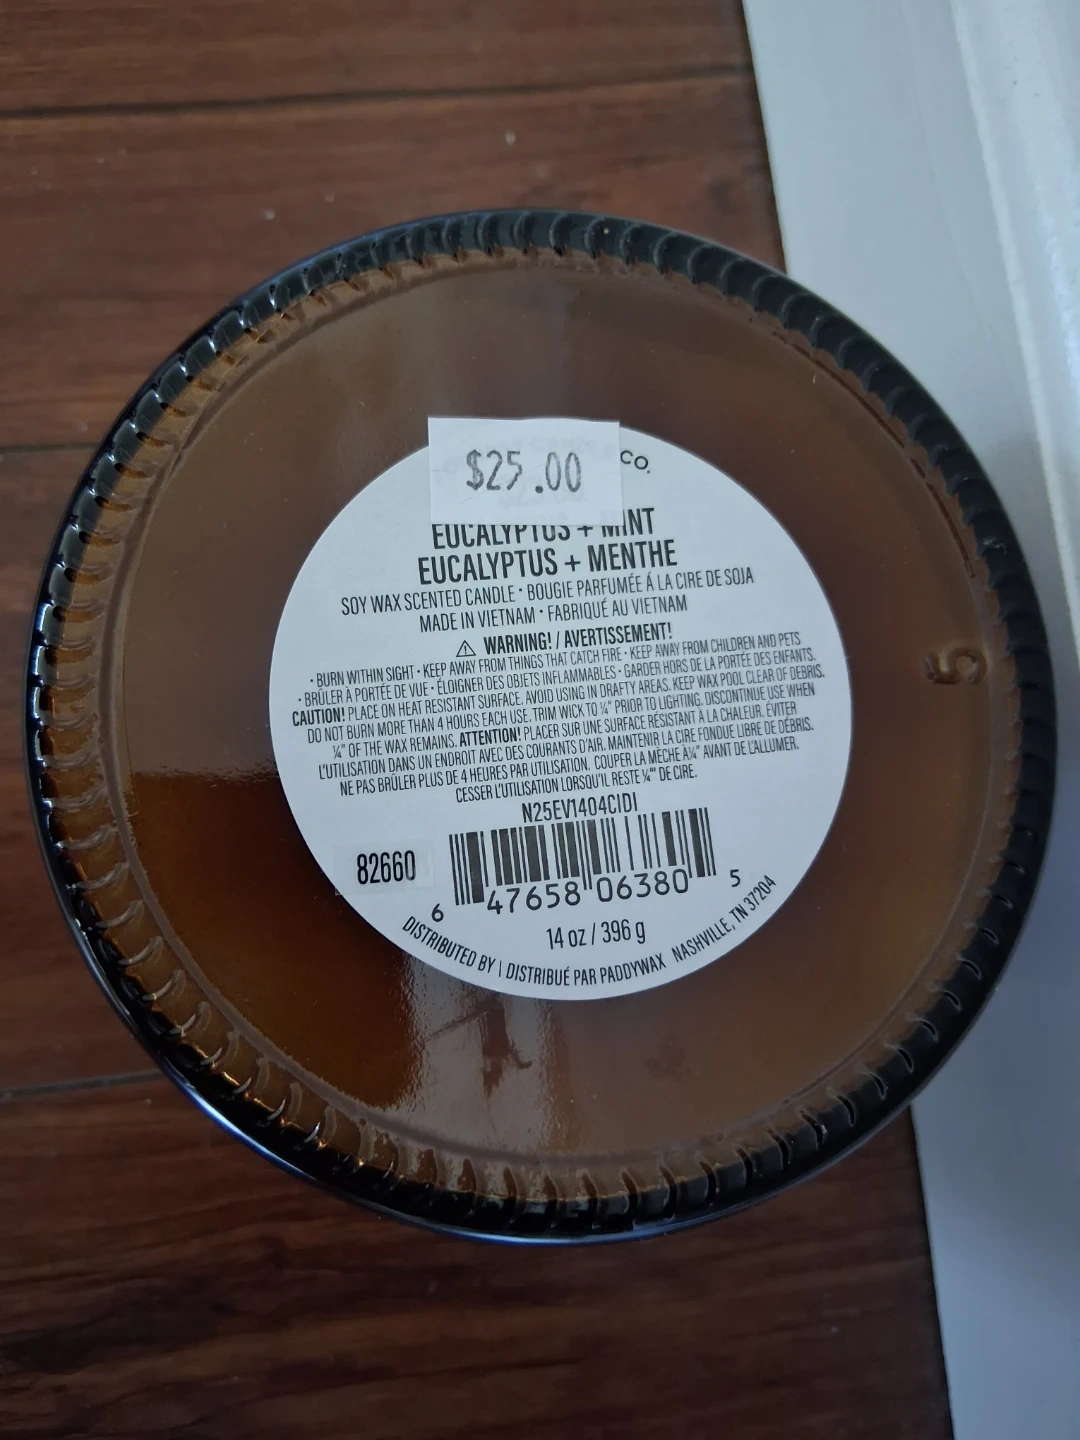 CO.
$25.00
EUCALYPTUS + MINT
EUCALYPTUS + MENTHE
SOY WAX SCENTED CANDLE • BOUGIE PARFUMÉE Á LA CIRE DE SOJA
MADE IN VIETNAM • FABRIQUÉ AU VIETNAM
⚠ WARNING! / AVERTISSEMENT!
• BURN WITHIN SIGHT • KEEP AWAY FROM THINGS THAT CATCH FIRE • KEEP AWAY FROM CHILDREN AND PETS
• BRÛLER À PORTÉE DE VUE • ÉLOIGNER DES OBJETS INFLAMMABLES • GARDER HORS DE LA PORTÉE DES ENFANTS.
CAUTION! PLACE ON HEAT RESISTANT SURFACE. AVOID USING IN DRAFTY AREAS. KEEP WAX POOL CLEAR OF DEBRIS.
DO NOT BURN MORE THAN 4 HOURS EACH USE. TRIM WICK TO ¼" PRIOR TO LIGHTING. DISCONTINUE USE WHEN
¼" OF THE WAX REMAINS. ATTENTION! PLACER SUR UNE SURFACE RÉSISTANT À LA CHALEUR. ÉVITER
L'UTILISATION DANS UN ENDROIT AVEC DES COURANTS D'AIR. MAINTENIR LA CIRE FONDUE LIBRE DE DÉBRIS.
NE PAS BRÛLER PLUS DE 4 HEURES PAR UTILISATION. COUPER LA MÈCHE À¼" AVANT DE L'ALLUMER.
CESSER L'UTILISATION LORSQU'IL RESTE ¼"" DE CIRE.
N25EV1404CIDI
82660
6 47658 06380 5
14 oz / 396 g
DISTRIBUTED BY | DISTRIBUÉ PAR PADDYWAX NASHVILLE, TN 37204
5